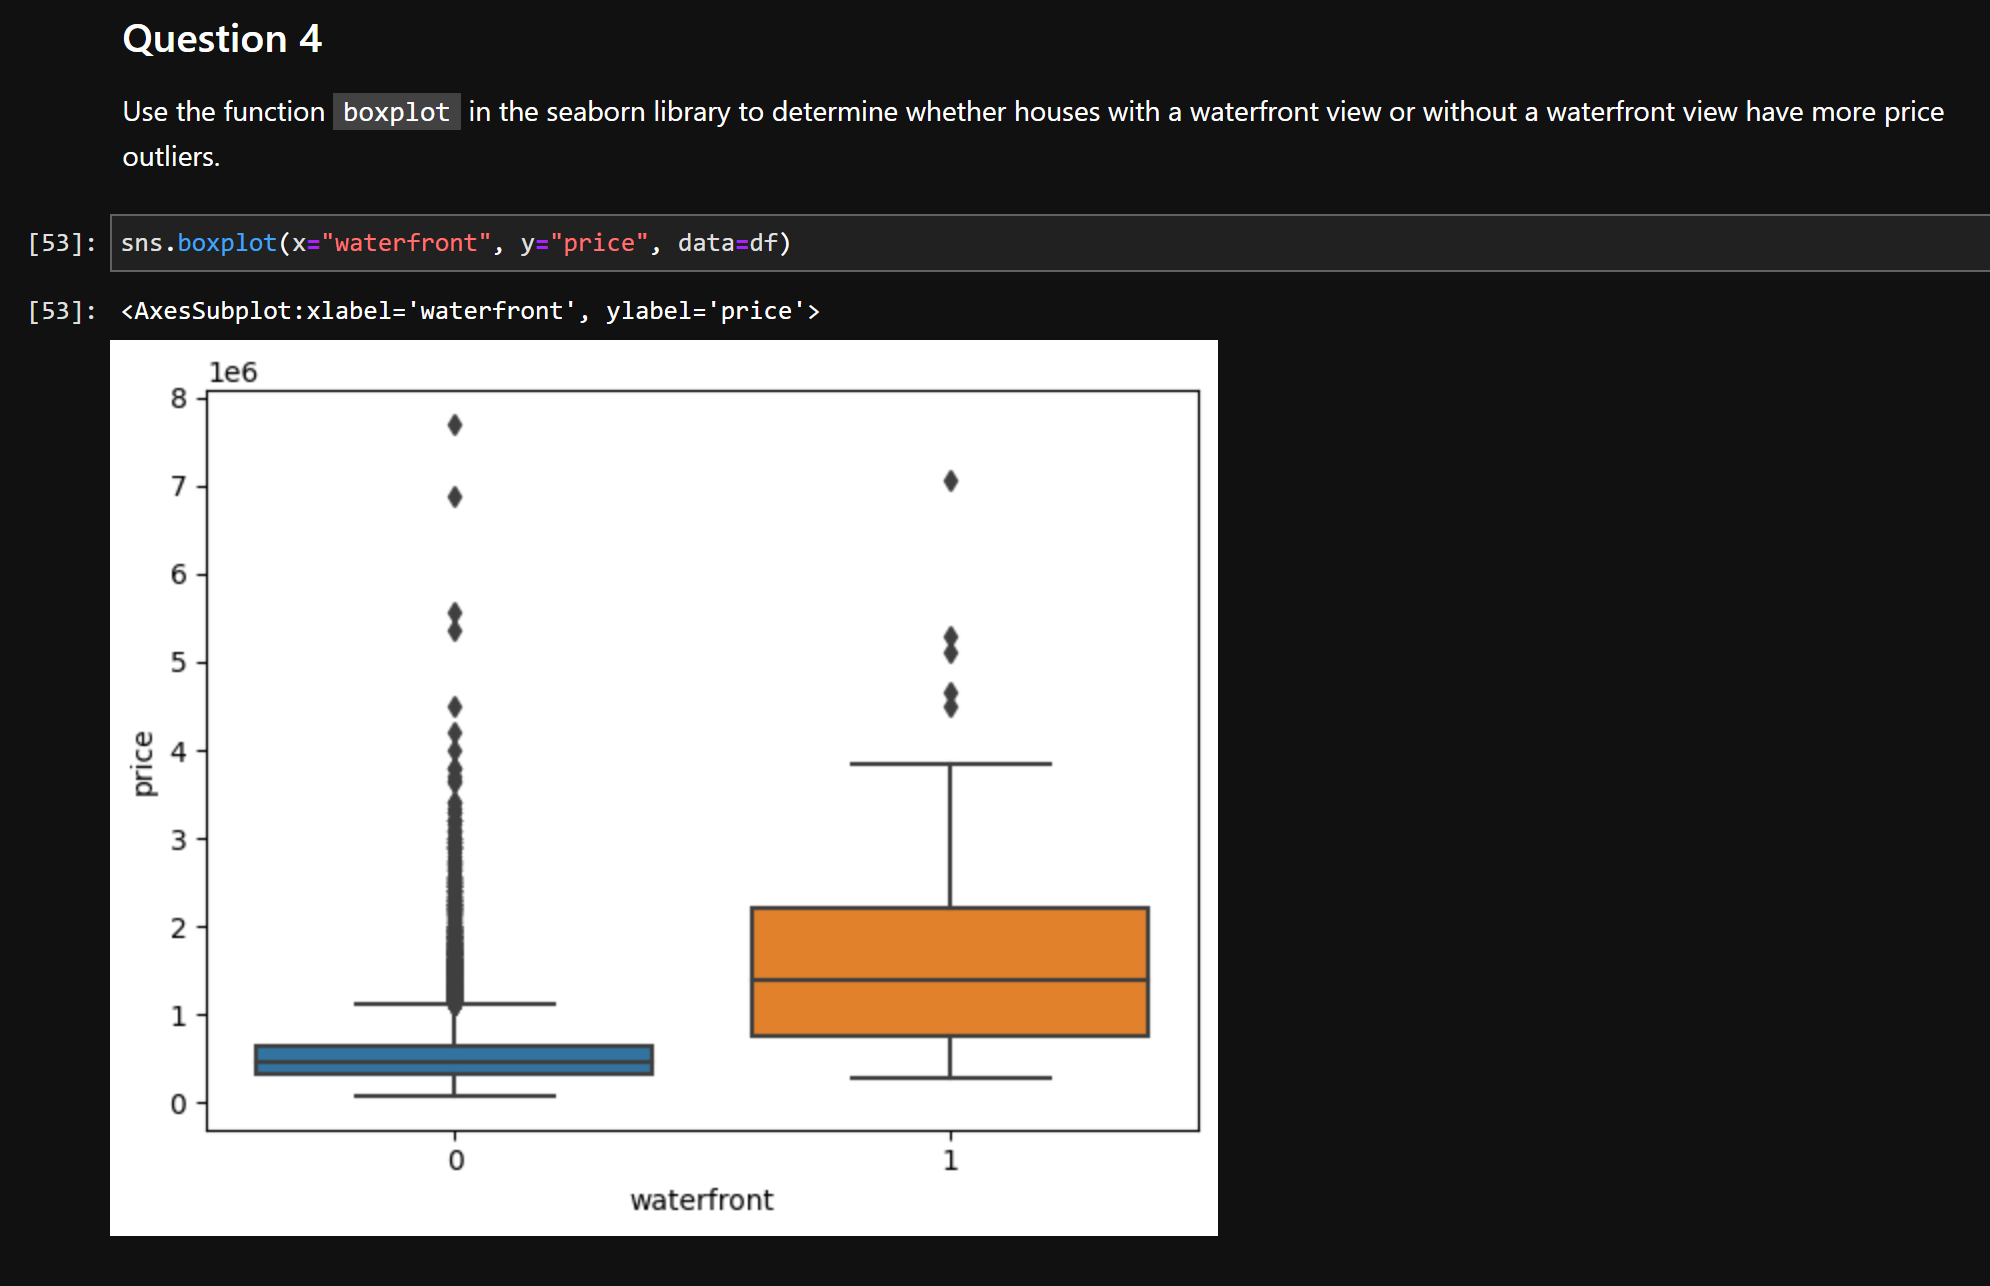 Question 4
Use the function boxplot in the seaborn library to determine whether houses with a waterfront view or without a waterfront view have more price
outliers.
[53]: sns.boxplot(x="waterfront", y="price", data=df)
[53]: <AxesSubplot:xlabel='waterfront', ylabel='price'>
1e6
8
7
6
5
4
3
2
1
0
price
0 1
waterfront